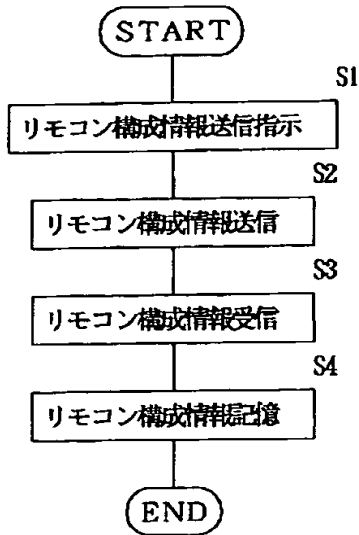 START
S1
リモコン構成情報送信指示
S2
リモコン構成情報送信
S3
リモコン構成情報受信
S4
リモコン構成情報記憶
END